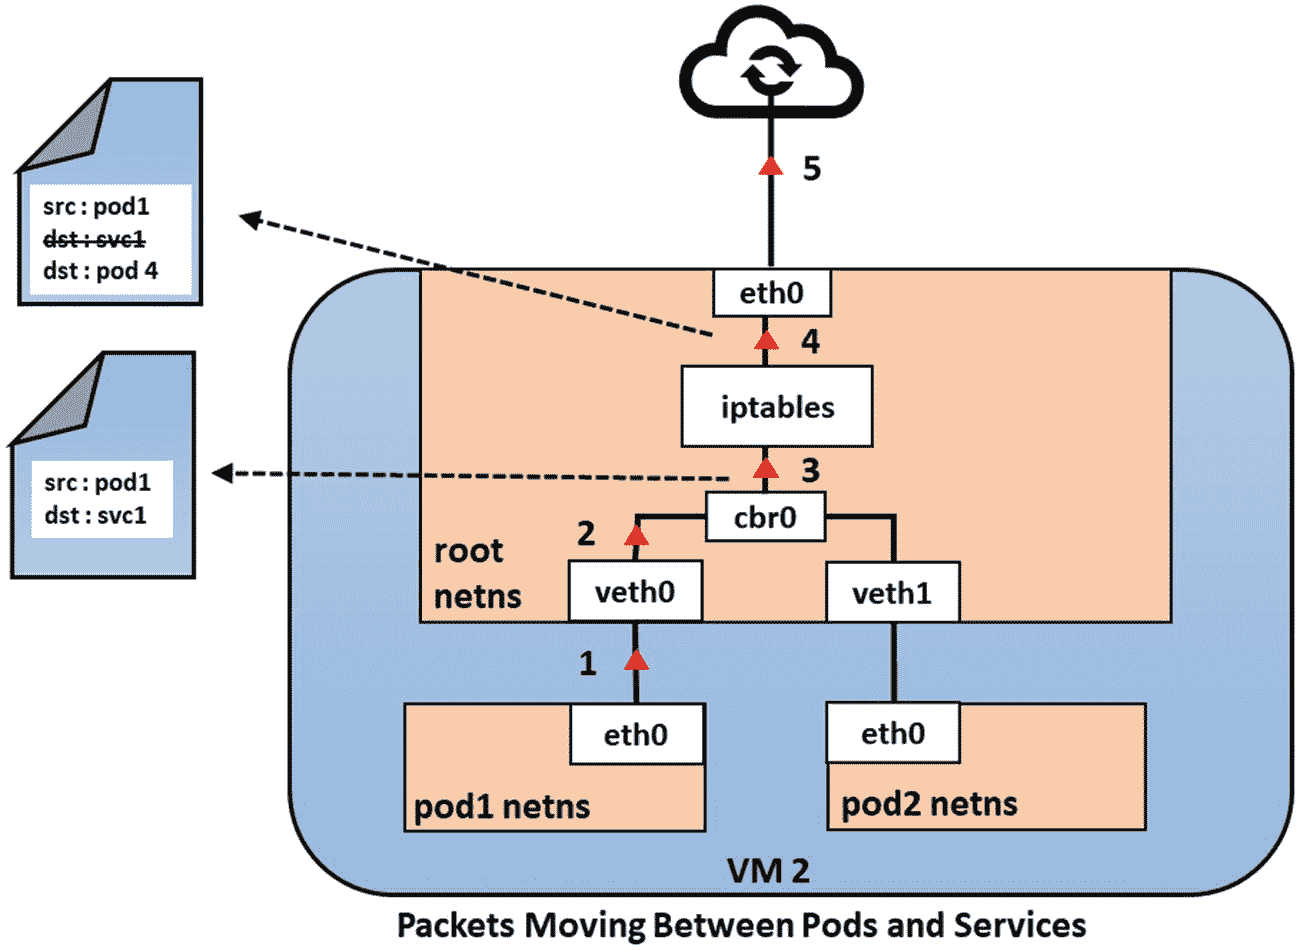 5
src : pod1
dst : svc1
dst : pod 4
eth0
4
iptables
3
src : pod1
dst : svc1
cbr0
2
root
netns
veth0
veth1
1
eth0
eth0
pod1 netns
pod2 netns
VM 2
Packets Moving Between Pods and Services